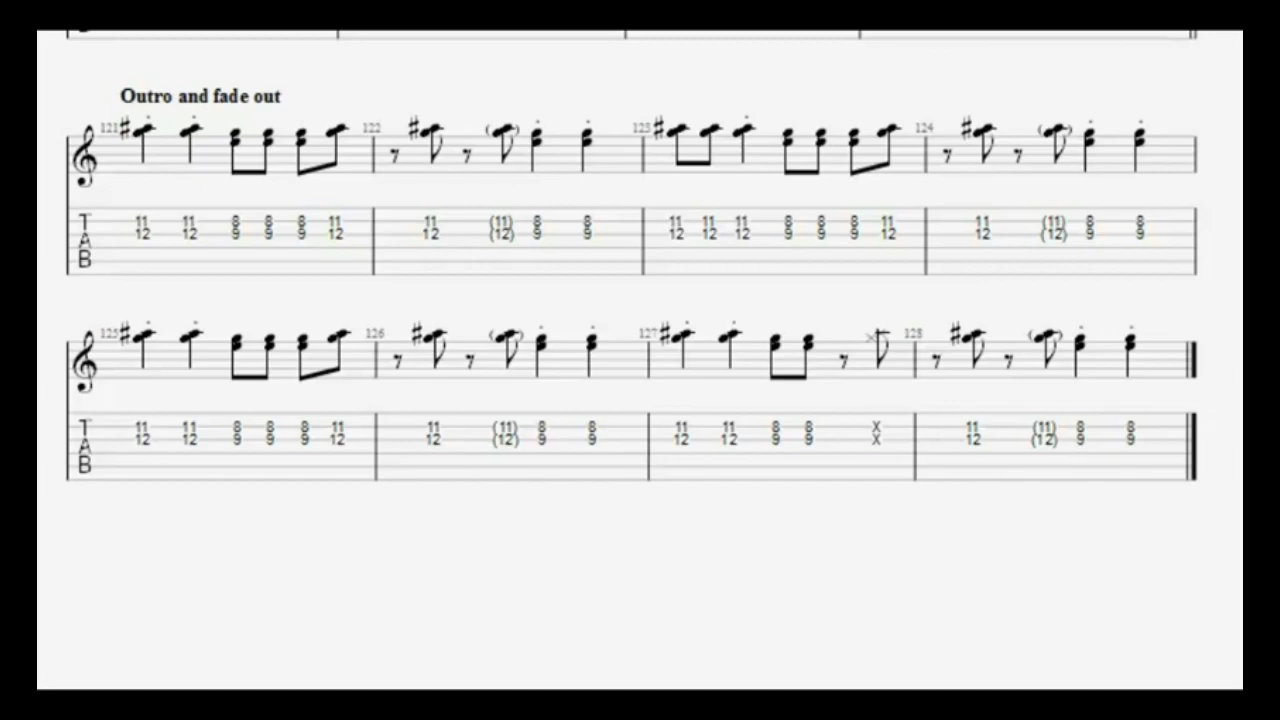 Outro and fade out
121 122 123 124
T 11 11 8 8 8 11 11 (11) 8 8 11 11 11 8 8 8 11 11 (11) 8 8
A 12 12 9 9 9 12 12 (12) 9 9 12 12 12 9 9 9 12 12 (12) 9 9
B
125 126 127 128
T 11 11 8 8 8 11 11 (11) 8 8 11 11 8 8 X 11 (11) 8 8
A 12 12 9 9 9 12 12 (12) 9 9 12 12 9 9 X 12 (12) 9 9
B